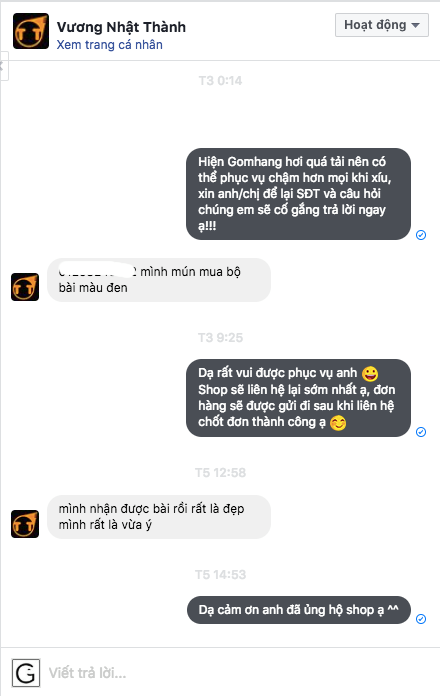 Vương Nhật Thành
Xem trang cá nhân
Hoạt động
T3 0:14
Hiện Gomhang hơi quá tải nên có
thể phục vụ chậm hơn mọi khi xíu,
xin anh/chị để lại SĐT và câu hỏi
chúng em sẽ cố gắng trả lời ngay
ạ!!!
mình mún mua bộ
bài màu đen
T3 9:25
Dạ rất vui được phục vụ anh 😀
Shop sẽ liên hệ lại sớm nhất ạ, đơn
hàng sẽ được gửi đi sau khi liên hệ
chốt đơn thành công ạ 😊
T5 12:58
mình nhận được bài rồi rất là đẹp
mình rất là vừa ý
T5 14:53
Dạ cảm ơn anh đã ủng hộ shop ạ ^^
G
Viết trả lời...